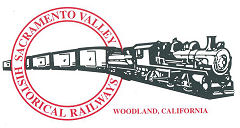 SACRAMENTO VALLEY
HISTORICAL RAILWAYS
WOODLAND, CALIFORNIA